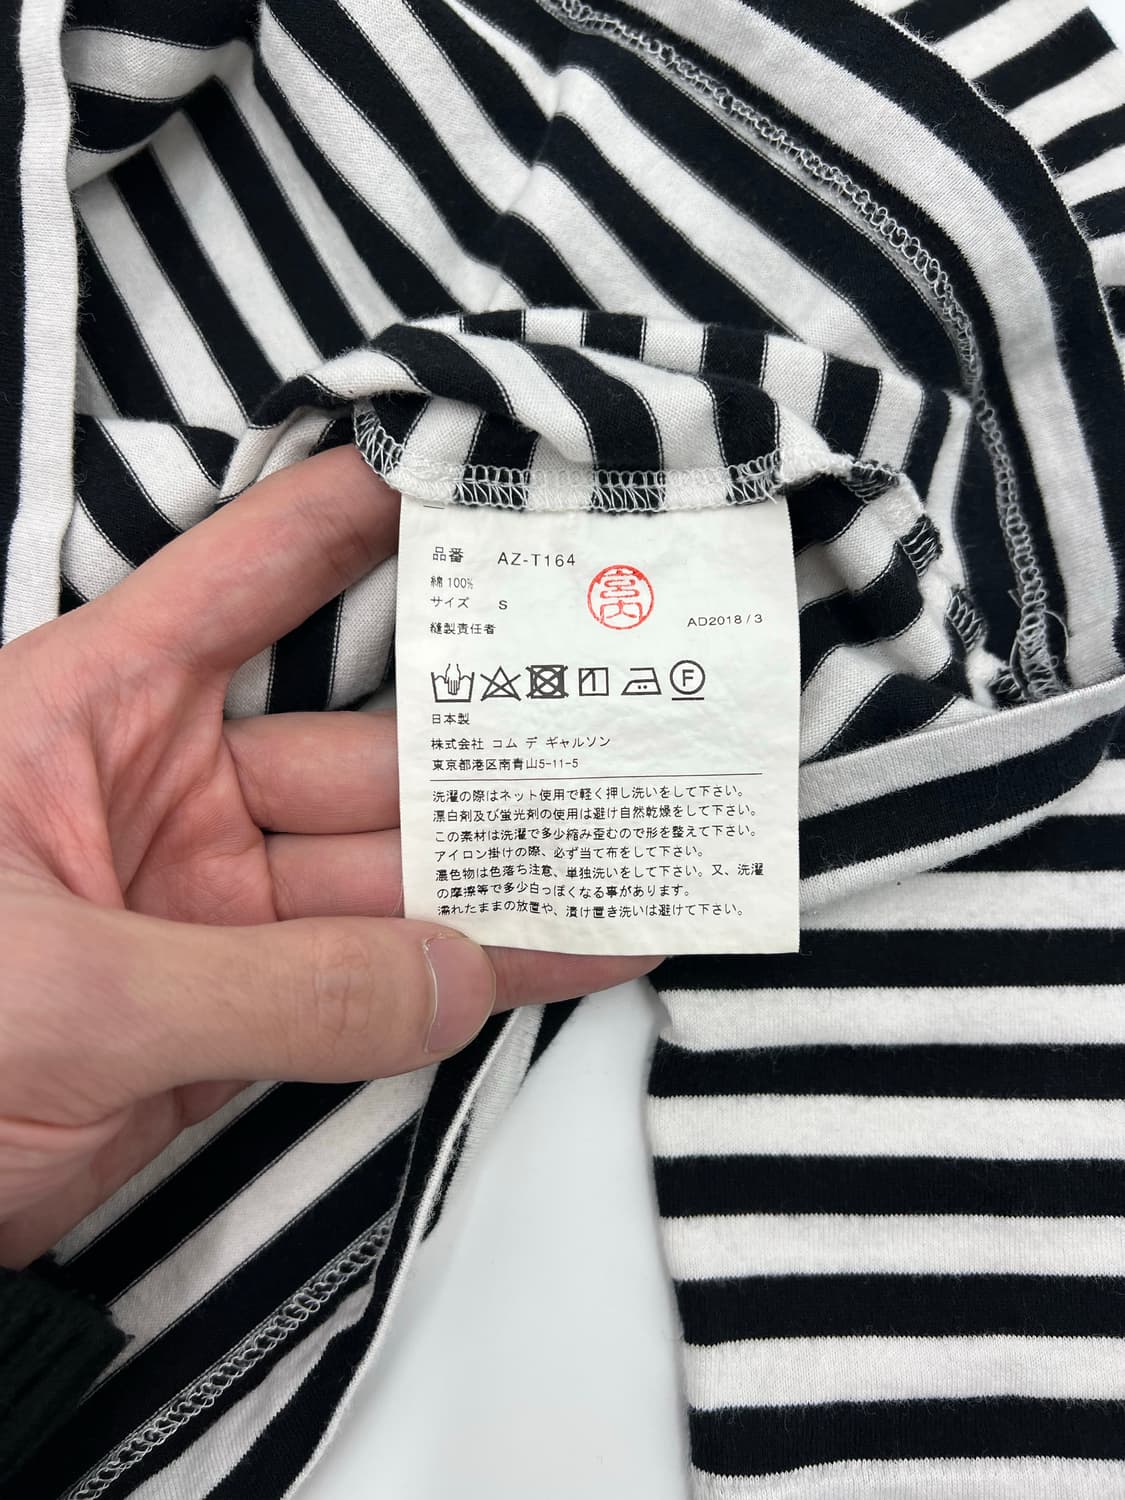 品番 AZ-T164
綿 100%
サイズ S
宮内
縫製責任者
AD2018 / 3
F
日本製
株式会社 コム デ ギャルソン
東京都港区南青山5-11-5
洗濯の際はネット使用で軽く押し洗いをして下さい。
漂白剤及び蛍光剤の使用は避け自然乾燥をして下さい。
この素材は洗濯で多少縮み歪むので形を整えて下さい。
アイロン掛けの際、必ず当て布をして下さい。
濃色物は色落ち注意、単独洗いをして下さい。又、洗濯
の摩擦等で多少白っぽくなる事があります。
濡れたままの放置や、漬け置き洗いは避けて下さい。